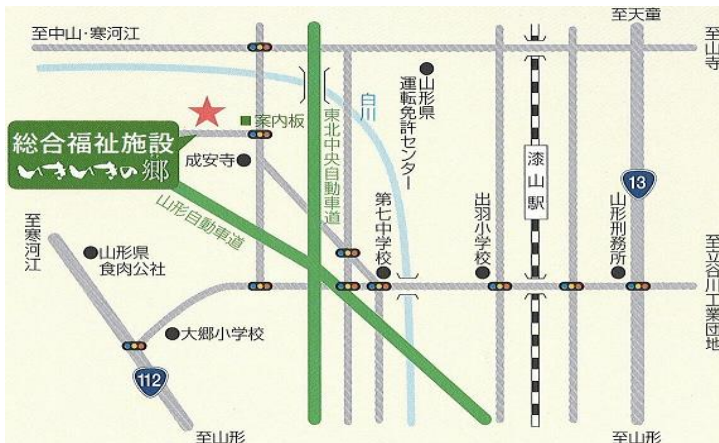 至中山・寒河江
至天童
至山寺
白川
山形県
運転免許センター
案内板
東北中央自動車道
総合福祉施設
いきいきの郷
成安寺
漆山駅
13
山形自動車道
第七中学校
出羽小学校
山形刑務所
至寒河江
山形県
食肉公社
至立谷川工業団地
大郷小学校
112
至山形
至山形